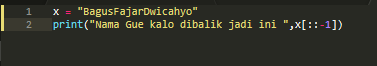 1 x = "BagusFajarDwicahyo"
2 print("Nama Gue kalo dibalik jadi ini ",x[::-1])